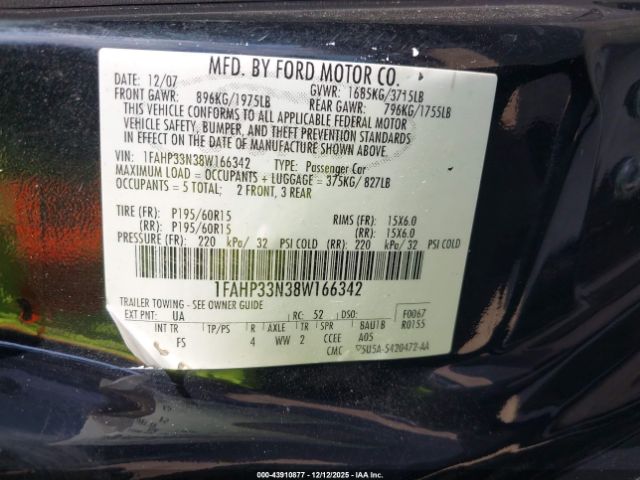 MFD. BY FORD MOTOR CO.
DATE: 12/07 GVWR: 1685KG/3715LB
FRONT GAWR: 896KG/1975LB REAR GAWR: 796KG/1755LB
THIS VEHICLE CONFORMS TO ALL APPLICABLE FEDERAL MOTOR
VEHICLE SAFETY, BUMPER, AND THEFT PREVENTION STANDARDS
IN EFFECT ON THE DATE OF MANUFACTURE SHOWN ABOVE.
VIN: 1FAHP33N38W166342 TYPE: Passenger Car
MAXIMUM LOAD = OCCUPANTS + LUGGAGE = 375KG/ 827LB
OCCUPANTS: 5 TOTAL; 2 FRONT, 3 REAR
TIRE (FR): P195/60R15 RIMS (FR): 15X6.0
(RR): P195/60R15 (RR): 15X6.0
PRESSURE (FR): 220 kPa/ 32 PSI COLD (RR): 220 kPa/ 32 PSI COLD
1FAHP33N38W166342
TRAILER TOWING - SEE OWNER GUIDE F0067
EXT PNT: UA RC: 52 DSO: R0155
INT TR TP/PS R AXLE TR SPR BAU1B
FS 4 WW 2 CCEE A05
CMC 5U5A-5420472-AA
000-43910877 - 12/12/2025 - IAA Inc.